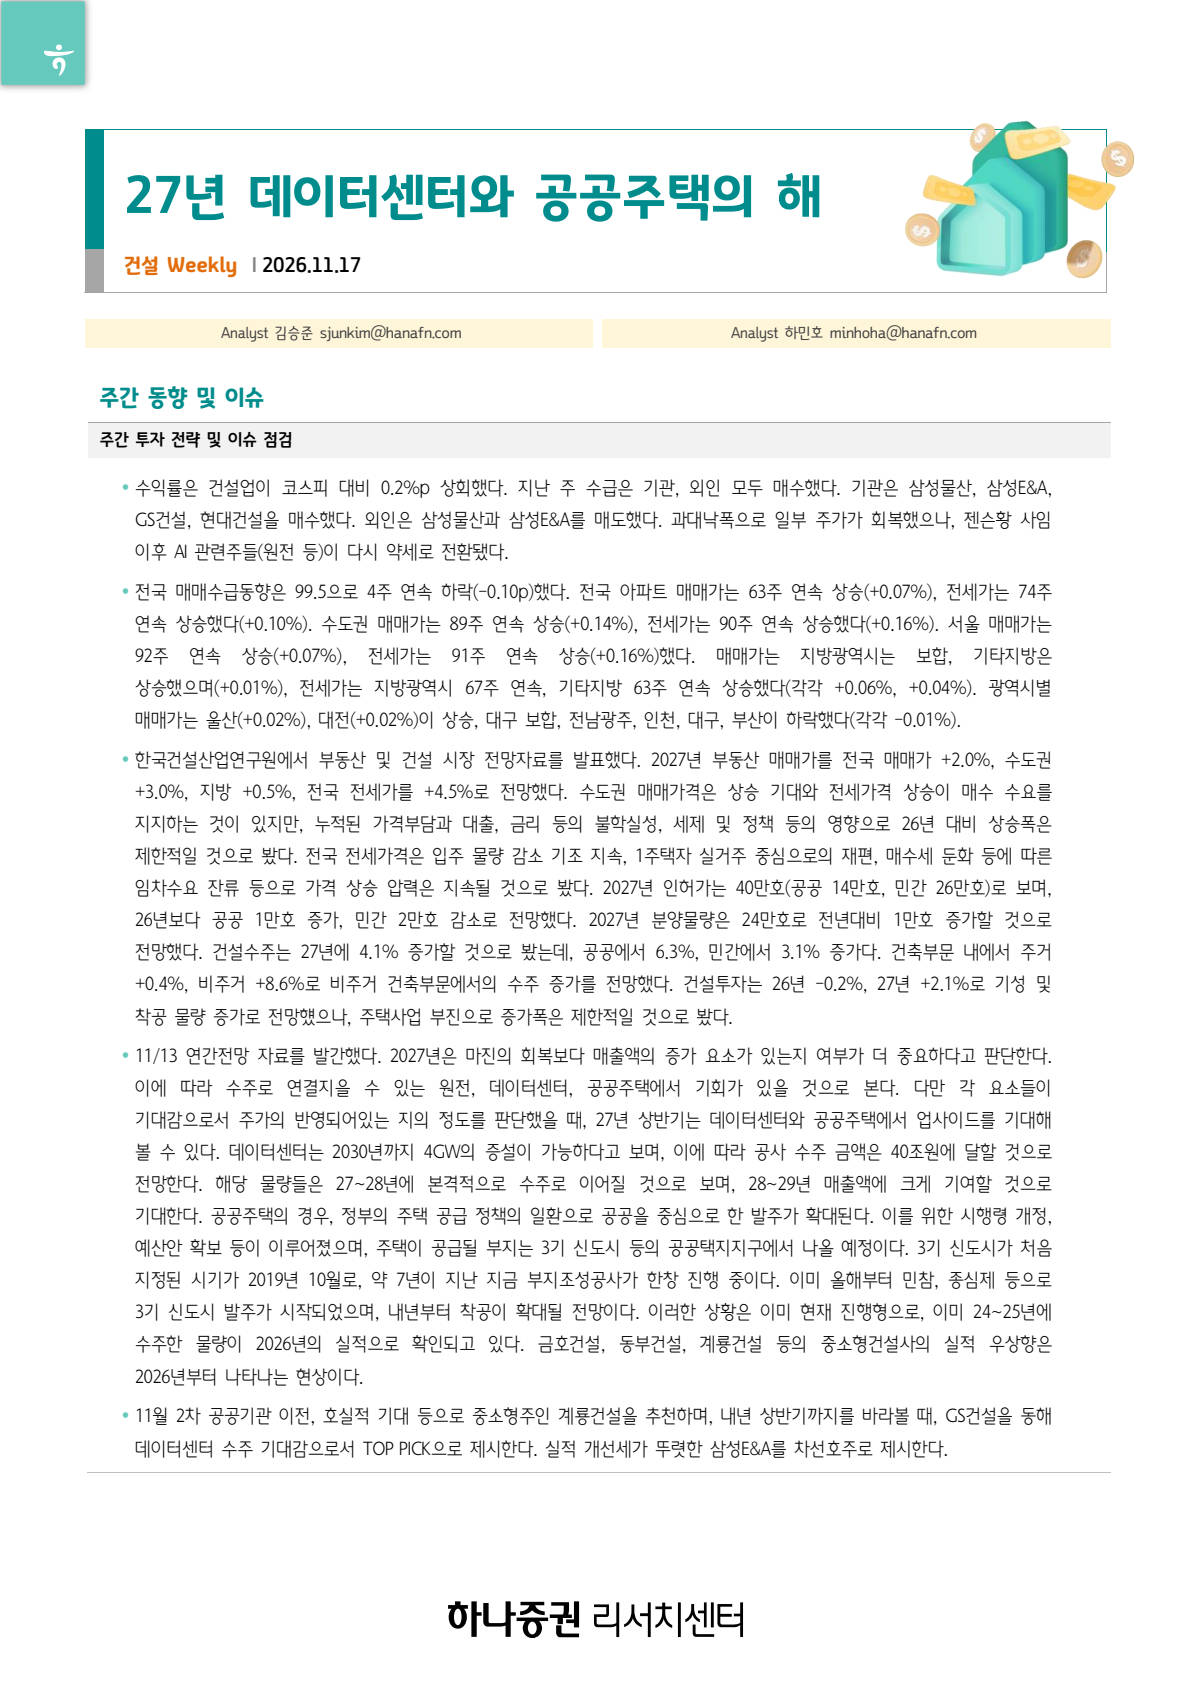 27년 데이터센터와 공공주택의 해
건설 Weekly | 2026.11.17
Analyst 김승준 sjunkim@hanafn.com
Analyst 하민호 minhoha@hanafn.com
주간 동향 및 이슈
주간 투자 전략 및 이슈 점검
• 수익률은 건설업이 코스피 대비 0.2%p 상회했다. 지난 주 수급은 기관, 외인 모두 매수했다. 기관은 삼성물산, 삼성E&A,
GS건설, 현대건설을 매수했다. 외인은 삼성물산과 삼성E&A를 매도했다. 과대낙폭으로 일부 주가가 회복했으나, 젠슨황 사임
이후 AI 관련주들(원전 등)이 다시 약세로 전환됐다.
• 전국 매매수급동향은 99.5으로 4주 연속 하락(-0.10p)했다. 전국 아파트 매매가는 63주 연속 상승(+0.07%), 전세가는 74주
연속 상승했다(+0.10%). 수도권 매매가는 89주 연속 상승(+0.14%), 전세가는 90주 연속 상승했다(+0.16%). 서울 매매가는
92주 연속 상승(+0.07%), 전세가는 91주 연속 상승(+0.16%)했다. 매매가는 지방광역시는 보합, 기타지방은
상승했으며(+0.01%), 전세가는 지방광역시 67주 연속, 기타지방 63주 연속 상승했다(각각 +0.06%, +0.04%). 광역시별
매매가는 울산(+0.02%), 대전(+0.02%)이 상승, 대구 보합, 전남광주, 인천, 대구, 부산이 하락했다(각각 -0.01%).
• 한국건설산업연구원에서 부동산 및 건설 시장 전망자료를 발표했다. 2027년 부동산 매매가를 전국 매매가 +2.0%, 수도권
+3.0%, 지방 +0.5%, 전국 전세가를 +4.5%로 전망했다. 수도권 매매가격은 상승 기대와 전세가격 상승이 매수 수요를
지지하는 것이 있지만, 누적된 가격부담과 대출, 금리 등의 불학실성, 세제 및 정책 등의 영향으로 26년 대비 상승폭은
제한적일 것으로 봤다. 전국 전세가격은 입주 물량 감소 기조 지속, 1주택자 실거주 중심으로의 재편, 매수세 둔화 등에 따른
임차수요 잔류 등으로 가격 상승 압력은 지속될 것으로 봤다. 2027년 인허가는 40만호(공공 14만호, 민간 26만호)로 보며,
26년보다 공공 1만호 증가, 민간 2만호 감소로 전망했다. 2027년 분양물량은 24만호로 전년대비 1만호 증가할 것으로
전망했다. 건설수주는 27년에 4.1% 증가할 것으로 봤는데, 공공에서 6.3%, 민간에서 3.1% 증가다. 건축부문 내에서 주거
+0.4%, 비주거 +8.6%로 비주거 건축부문에서의 수주 증가를 전망했다. 건설투자는 26년 -0.2%, 27년 +2.1%로 기성 및
착공 물량 증가로 전망했으나, 주택사업 부진으로 증가폭은 제한적일 것으로 봤다.
• 11/13 연간전망 자료를 발간했다. 2027년은 마진의 회복보다 매출액의 증가 요소가 있는지 여부가 더 중요하다고 판단한다.
이에 따라 수주로 연결지을 수 있는 원전, 데이터센터, 공공주택에서 기회가 있을 것으로 본다. 다만 각 요소들이
기대감으로서 주가의 반영되어있는 지의 정도를 판단했을 때, 27년 상반기는 데이터센터와 공공주택에서 업사이드를 기대해
볼 수 있다. 데이터센터는 2030년까지 4GW의 증설이 가능하다고 보며, 이에 따라 공사 수주 금액은 40조원에 달할 것으로
전망한다. 해당 물량들은 27~28년에 본격적으로 수주로 이어질 것으로 보며, 28~29년 매출액에 크게 기여할 것으로
기대한다. 공공주택의 경우, 정부의 주택 공급 정책의 일환으로 공공을 중심으로 한 발주가 확대된다. 이를 위한 시행령 개정,
예산안 확보 등이 이루어졌으며, 주택이 공급될 부지는 3기 신도시 등의 공공택지지구에서 나올 예정이다. 3기 신도시가 처음
지정된 시기가 2019년 10월로, 약 7년이 지난 지금 부지조성공사가 한창 진행 중이다. 이미 올해부터 민참, 종심제 등으로
3기 신도시 발주가 시작되었으며, 내년부터 착공이 확대될 전망이다. 이러한 상황은 이미 현재 진행형으로, 이미 24~25년에
수주한 물량이 2026년의 실적으로 확인되고 있다. 금호건설, 동부건설, 계룡건설 등의 중소형건설사의 실적 우상향은
2026년부터 나타나는 현상이다.
• 11월 2차 공공기관 이전, 호실적 기대 등으로 중소형주인 계룡건설을 추천하며, 내년 상반기까지를 바라볼 때, GS건설을 동해
데이터센터 수주 기대감으로서 TOP PICK으로 제시한다. 실적 개선세가 뚜렷한 삼성E&A를 차선호주로 제시한다.
하나증권 리서치센터